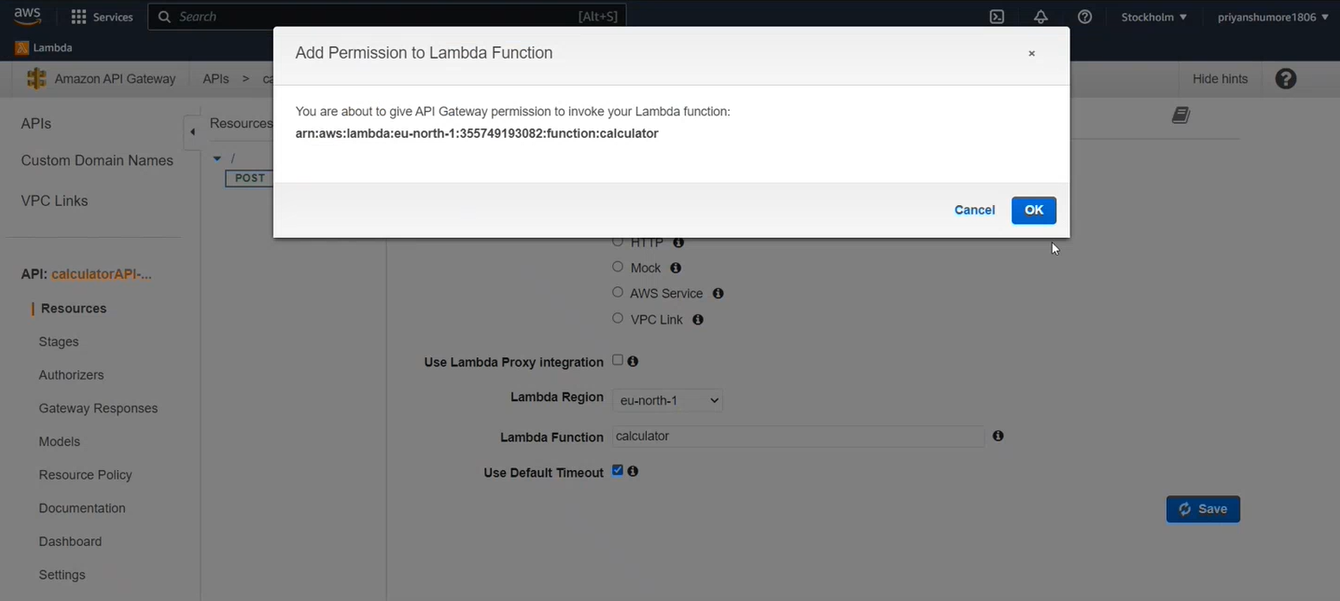 aws Services Search [Alt+S] Stockholm priyanshumore1806
Lambda
Amazon API Gateway APIs > ca Hide hints ?
Add Permission to Lambda Function ×
You are about to give API Gateway permission to invoke your Lambda function:
arn:aws:lambda:eu-north-1:355749193082:function:calculator
Cancel OK
APIs
Custom Domain Names
VPC Links
API: calculatorAPI-...
Resources
Stages
Authorizers
Gateway Responses
Models
Resource Policy
Documentation
Dashboard
Settings
Resources
/
POST
HTTP
Mock
AWS Service
VPC Link
Use Lambda Proxy integration
Lambda Region eu-north-1
Lambda Function calculator
Use Default Timeout
Save